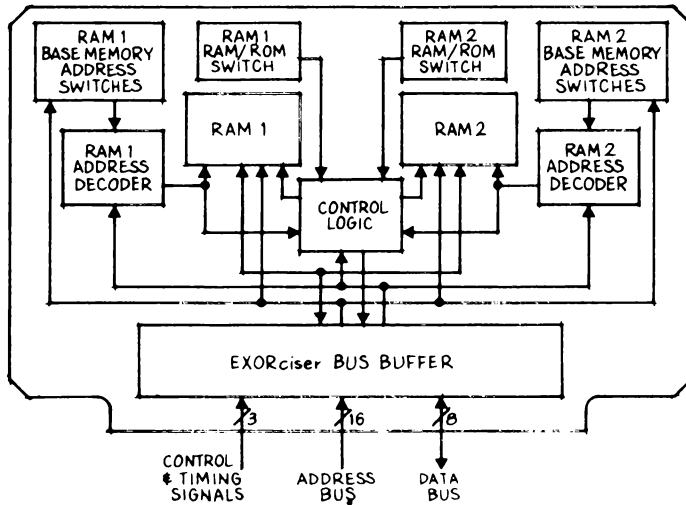 RAM 1
BASE MEMORY
ADDRESS
SWITCHES
RAM 1
RAM/ROM
SWITCH
RAM 2
RAM/ROM
SWITCH
RAM 2
BASE MEMORY
ADDRESS
SWITCHES
RAM 1
RAM 2
RAM 1
ADDRESS
DECODER
RAM 2
ADDRESS
DECODER
CONTROL
LOGIC
EXORciser BUS BUFFER
3
16
8
CONTROL
& TIMING
SIGNALS
ADDRESS
BUS
DATA
BUS